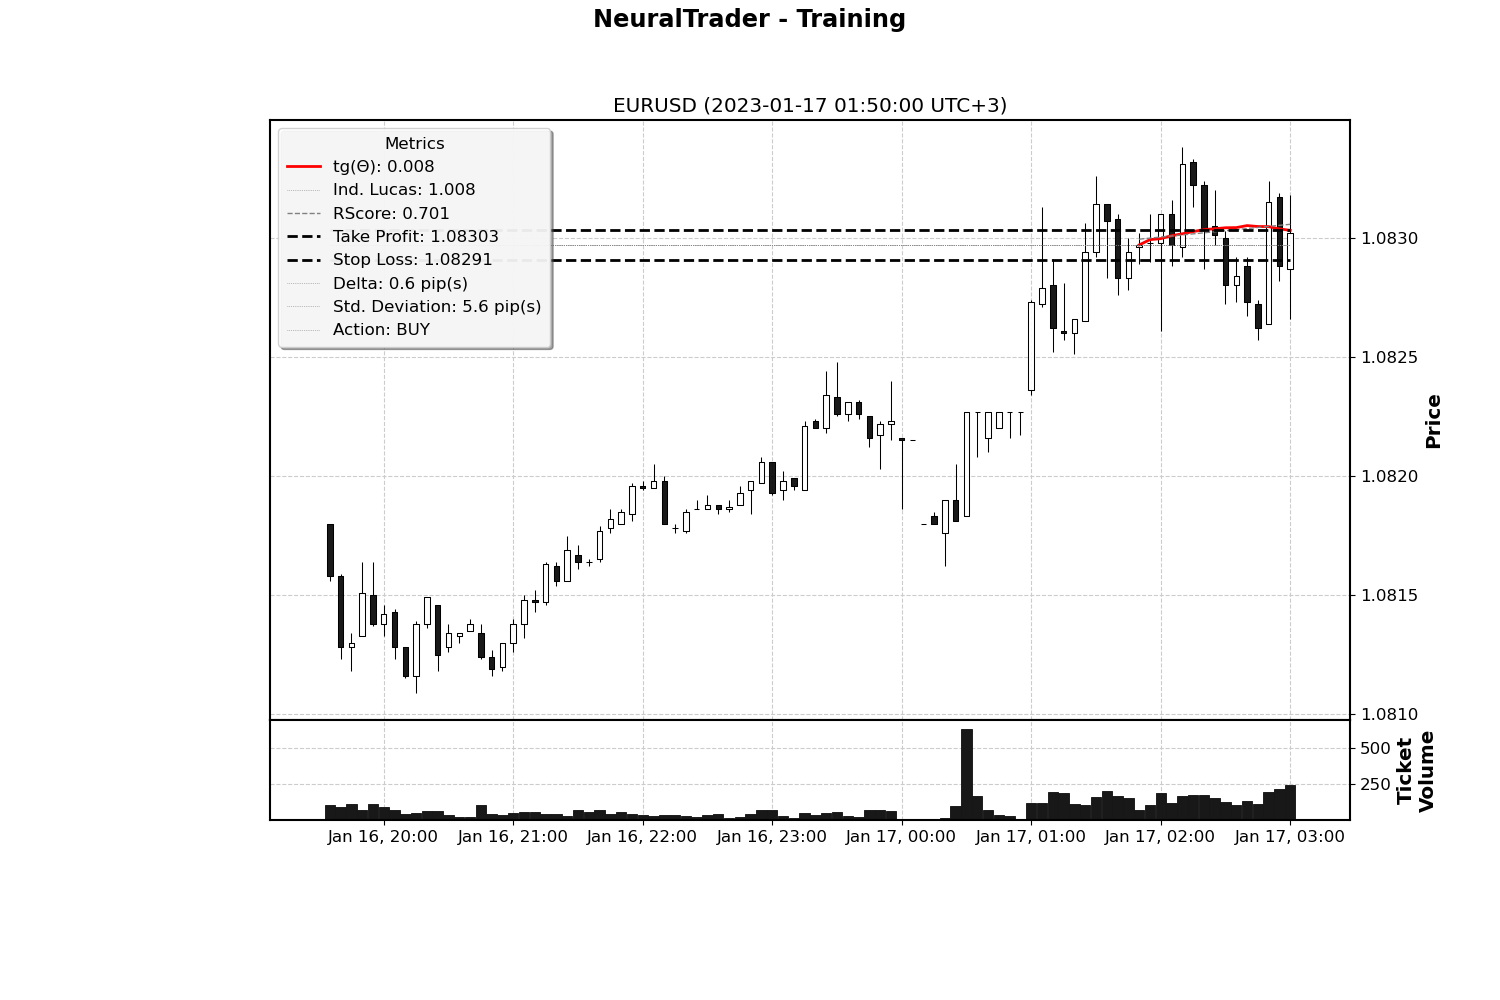 NeuralTrader - Training
EURUSD (2023-01-17 01:50:00 UTC+3)
Metrics
tg(Θ): 0.008
Ind. Lucas: 1.008
RScore: 0.701
Take Profit: 1.08303
Stop Loss: 1.08291
Delta: 0.6 pip(s)
Std. Deviation: 5.6 pip(s)
Action: BUY
1.0830
1.0825
1.0820
1.0815
1.0810
Price
500
250
Ticket
Volume
Jan 16, 20:00 Jan 16, 21:00 Jan 16, 22:00 Jan 16, 23:00 Jan 17, 00:00 Jan 17, 01:00 Jan 17, 02:00 Jan 17, 03:00